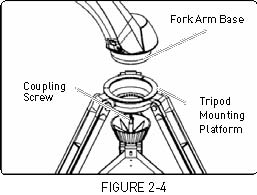 Fork Arm Base
Coupling
Screw
Tripod
Mounting
Platform
FIGURE 2-4